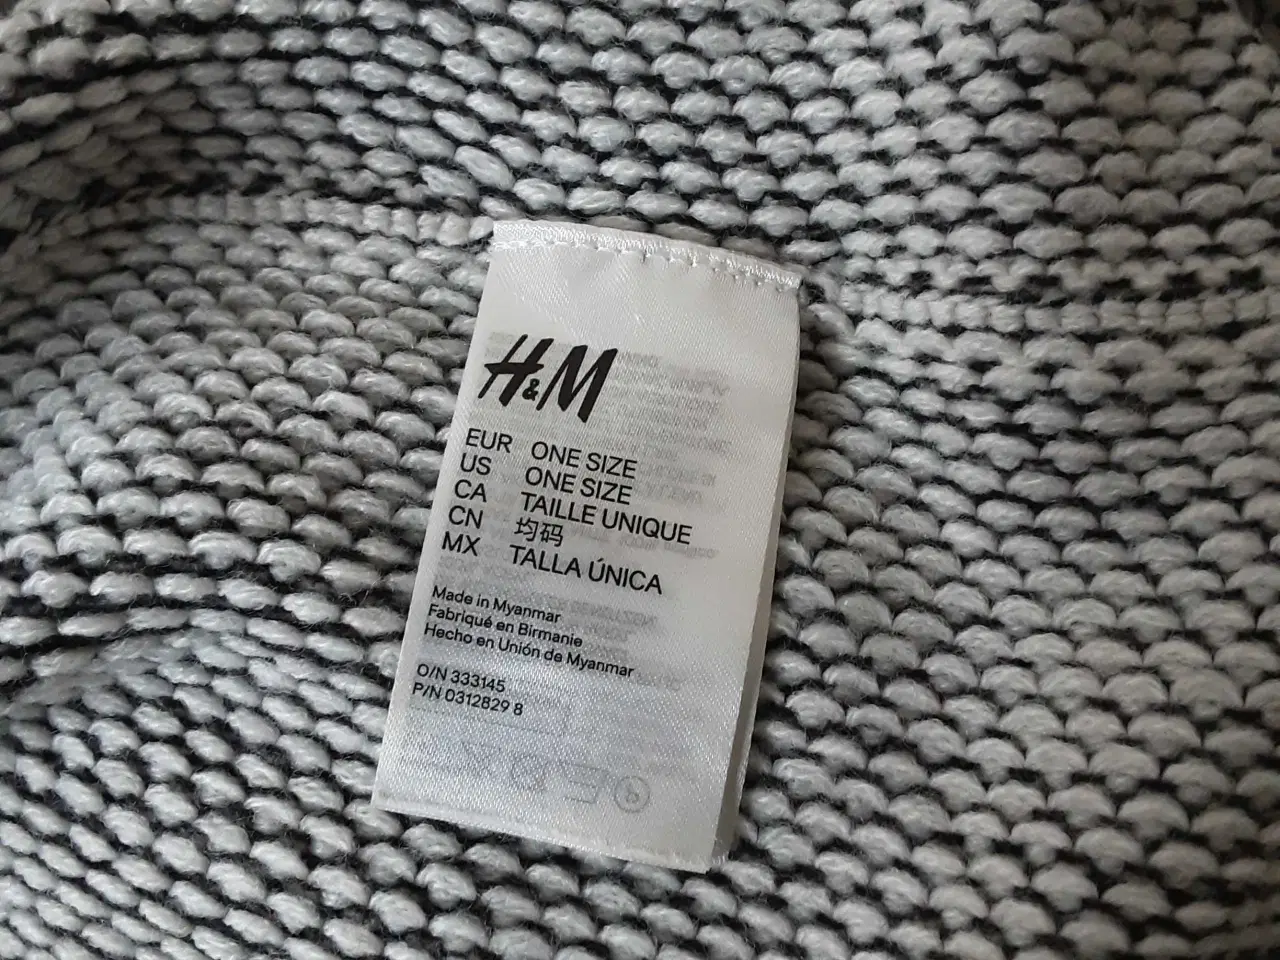 H&M
EUR ONE SIZE
US ONE SIZE
CA TAILLE UNIQUE
CN 均码
MX TALLA ÚNICA
Made in Myanmar
Fabriqué en Birmanie
Hecho en Unión de Myanmar
O/N 333145
P/N 0312829 8